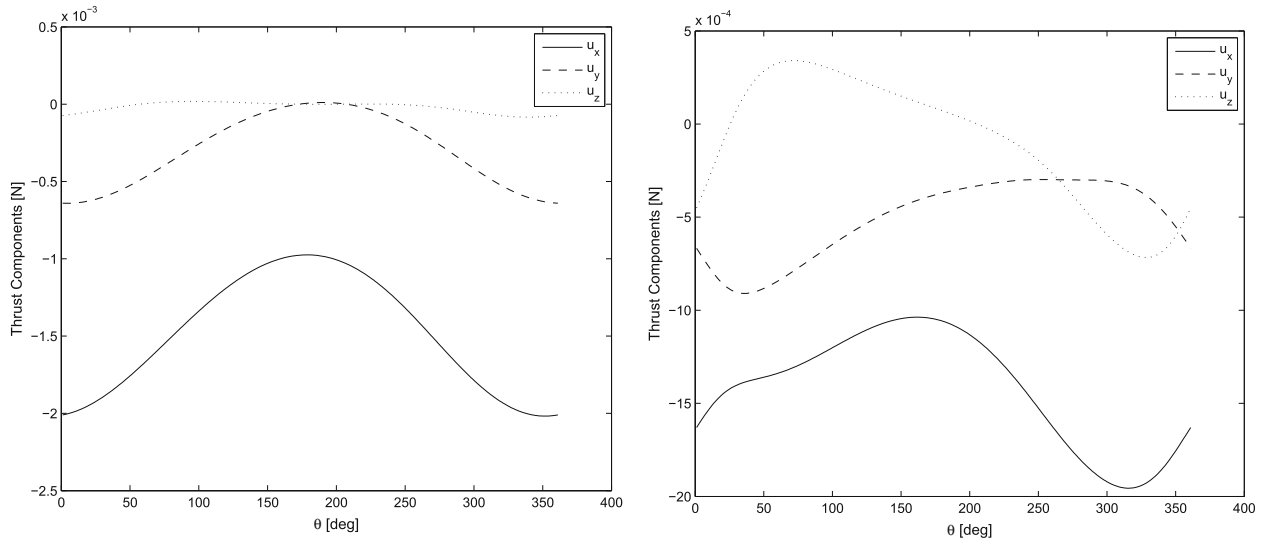 x 10⁻³
0.5
0
−0.5
−1
−1.5
−2
−2.5
0 50 100 150 200 250 300 350 400
θ [deg]
Thrust Components [N]
uₓ
u_y
u_z
x 10⁻⁴
5
0
−5
−10
−15
−20
0 50 100 150 200 250 300 350 400
θ [deg]
Thrust Components [N]
uₓ
u_y
u_z